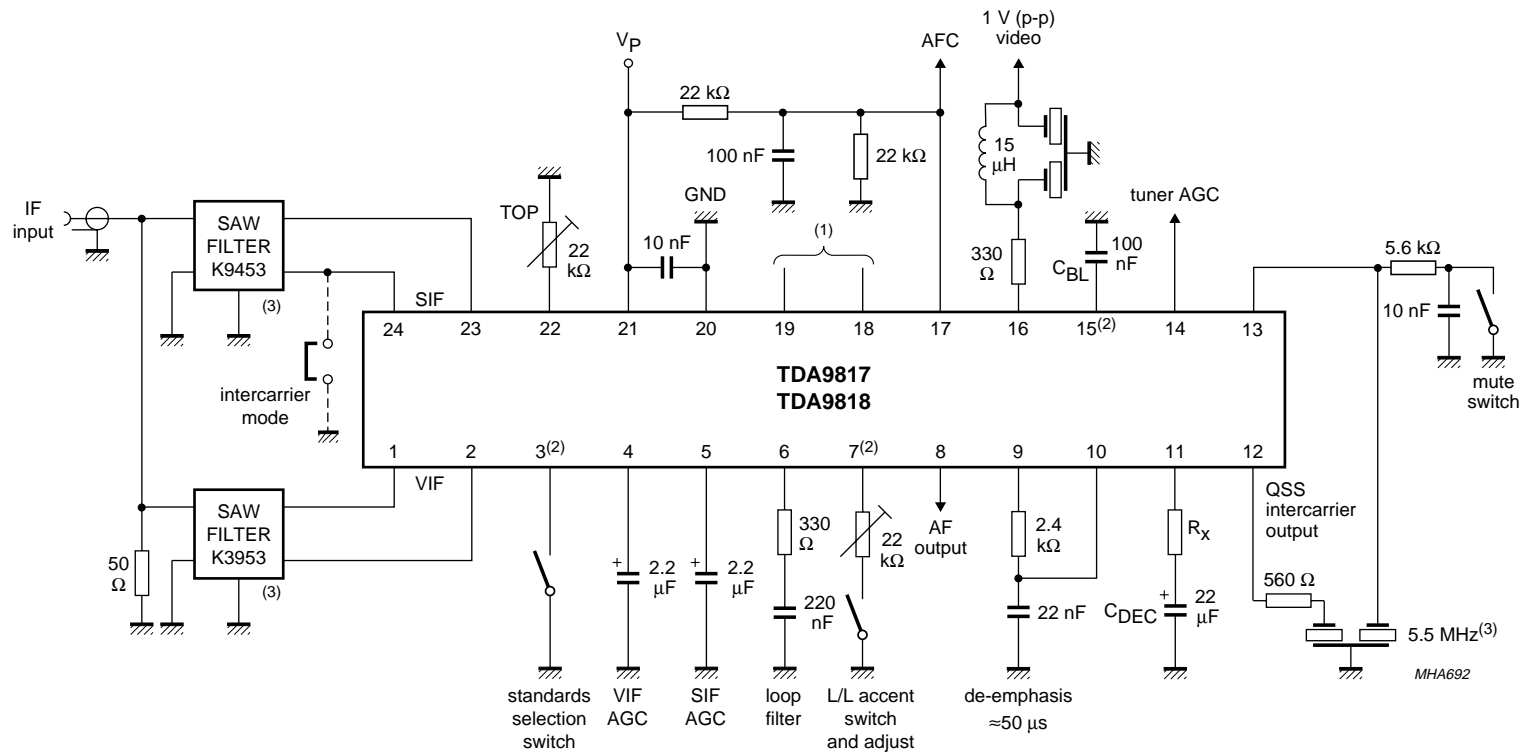 1 V (p-p)
video
V_P
AFC
22 kΩ
100 nF
22 kΩ
15
μH
GND
tuner AGC
IF
input
SAW
FILTER
K9453
(3)
TOP
22
kΩ
10 nF
(1)
330
Ω
C_BL
100
nF
5.6 kΩ
10 nF
mute
switch
SIF
24 23 22 21 20 19 18 17 16 15(2) 14 13
intercarrier
mode
TDA9817
TDA9818
1 2 3(2) 4 5 6 7(2) 8 9 10 11 12
VIF
SAW
FILTER
K3953
(3)
50
Ω
+ 2.2
μF
+ 2.2
μF
330
Ω
220
nF
22
kΩ
AF
output
2.4
kΩ
22 nF
R_X
C_DEC
+ 22
μF
QSS
intercarrier
output
560 Ω
5.5 MHz(3)
MHA692
standards
selection
switch
VIF
AGC
SIF
AGC
loop
filter
L/L accent
switch
and adjust
de-emphasis
≈50 μs